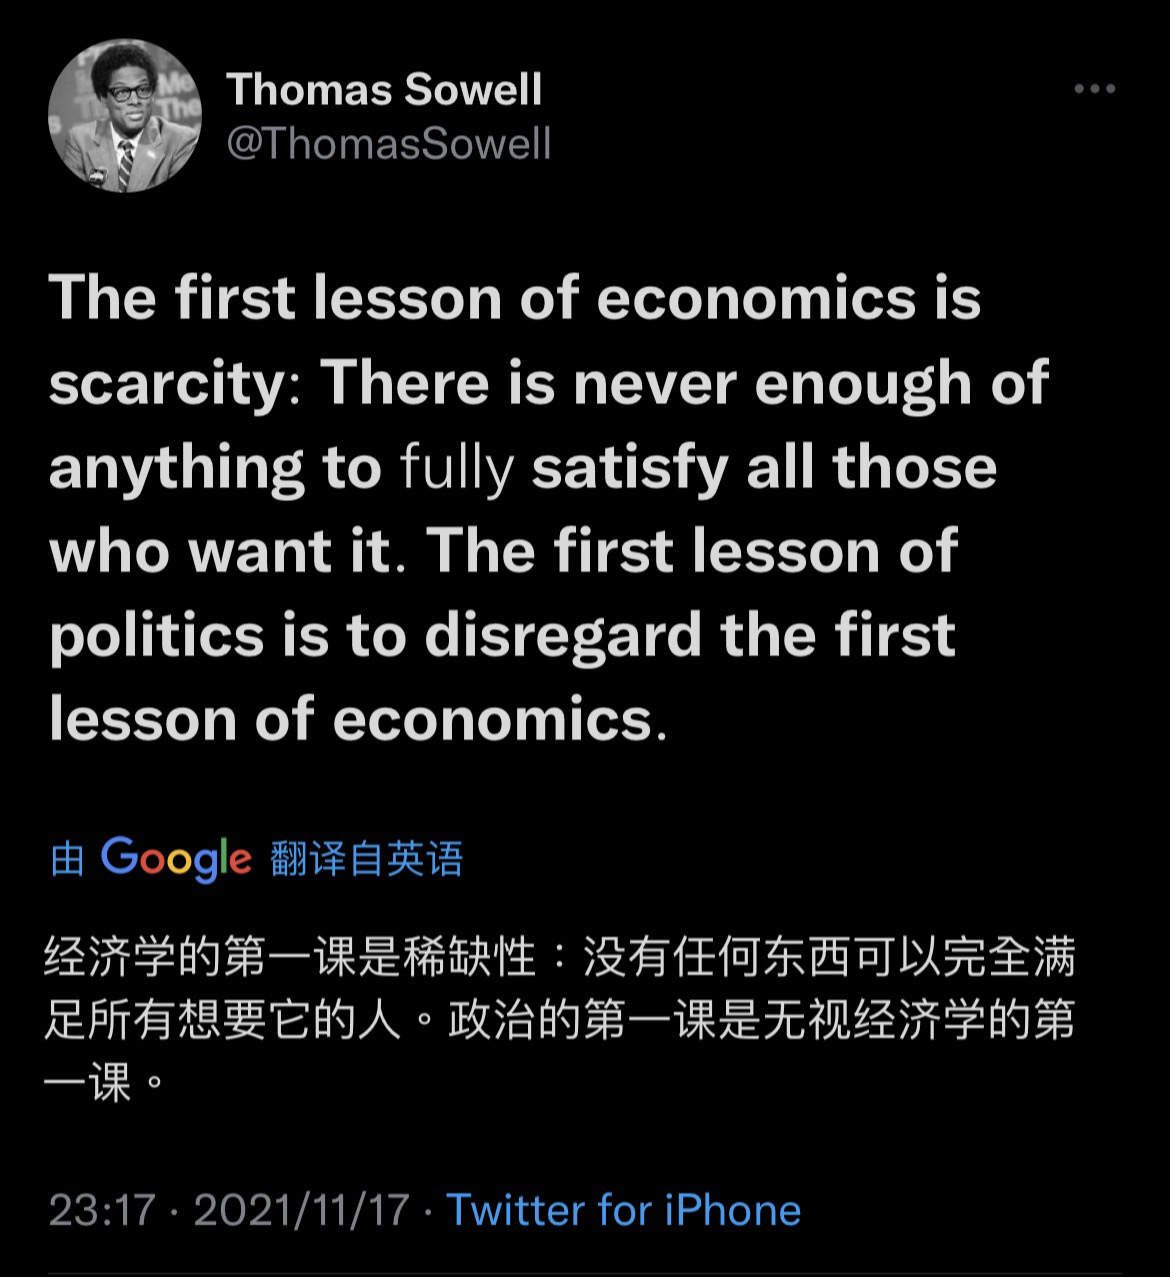 Thomas Sowell
@ThomasSowell
The first lesson of economics is
scarcity: There is never enough of
anything to fully satisfy all those
who want it. The first lesson of
politics is to disregard the first
lesson of economics.
由 Google 翻译自英语
经济学的第一课是稀缺性：没有任何东西可以完全满
足所有想要它的人。政治的第一课是无视经济学的第
一课。
23:17 · 2021/11/17 · Twitter for iPhone